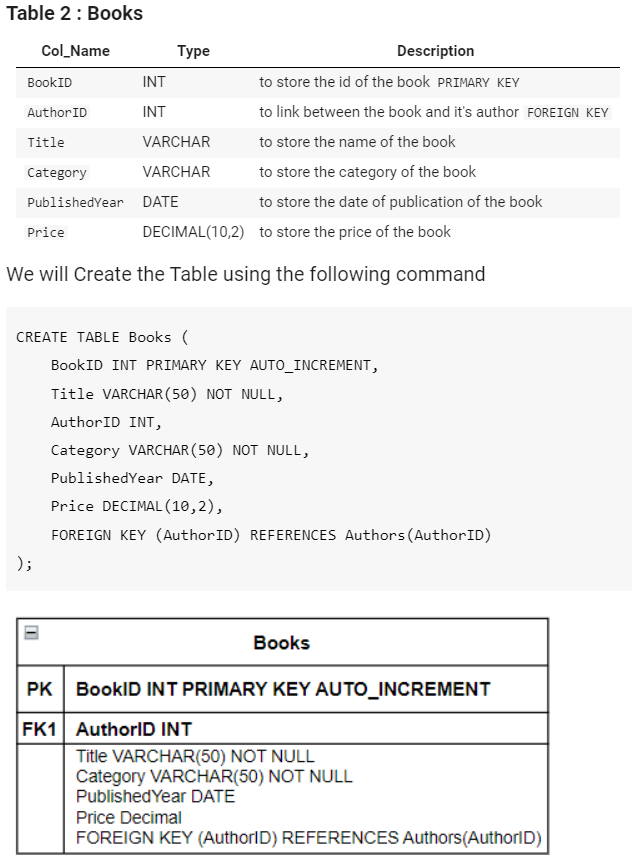 Table 2 : Books
Col_Name Type Description
BookID INT to store the id of the book PRIMARY KEY
AuthorID INT to link between the book and it's author FOREIGN KEY
Title VARCHAR to store the name of the book
Category VARCHAR to store the category of the book
PublishedYear DATE to store the date of publication of the book
Price DECIMAL(10,2) to store the price of the book
We will Create the Table using the following command
CREATE TABLE Books (
    BookID INT PRIMARY KEY AUTO_INCREMENT,
    Title VARCHAR(50) NOT NULL,
    AuthorID INT,
    Category VARCHAR(50) NOT NULL,
    PublishedYear DATE,
    Price DECIMAL(10,2),
    FOREIGN KEY (AuthorID) REFERENCES Authors(AuthorID)
);
Books
PK BookID INT PRIMARY KEY AUTO_INCREMENT
FK1 AuthorID INT
Title VARCHAR(50) NOT NULL
Category VARCHAR(50) NOT NULL
PublishedYear DATE
Price Decimal
FOREIGN KEY (AuthorID) REFERENCES Authors(AuthorID)